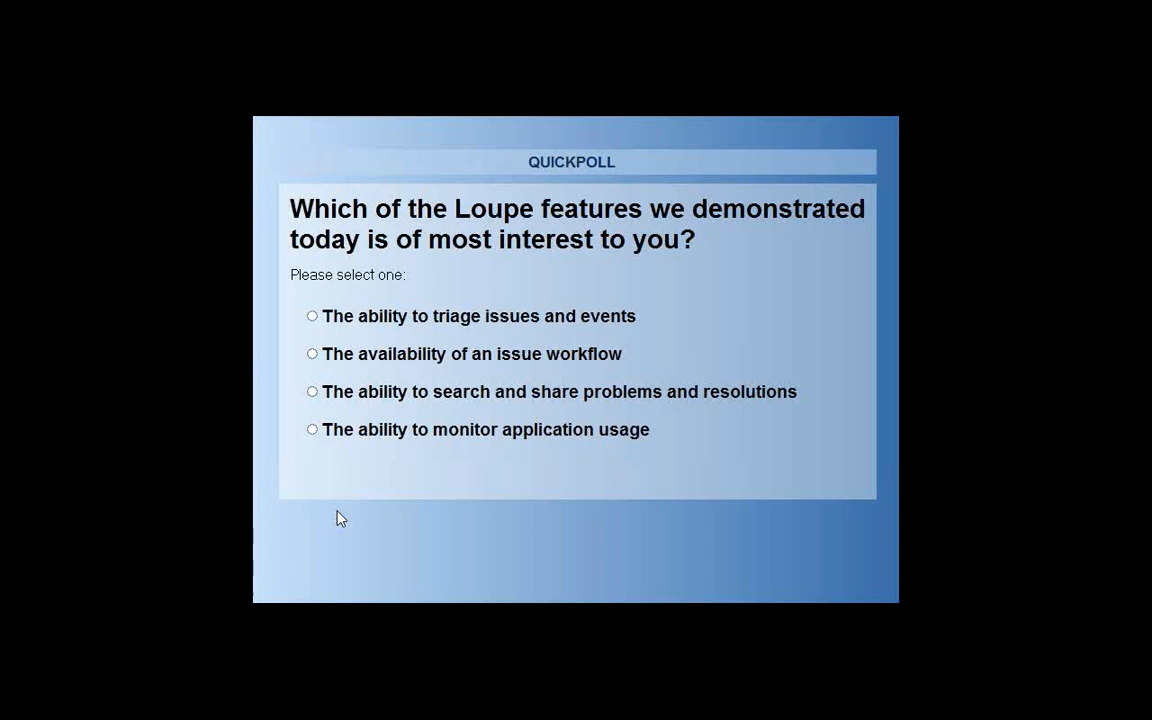 QUICKPOLL
Which of the Loupe features we demonstrated
today is of most interest to you?
Please select one:
The ability to triage issues and events
The availability of an issue workflow
The ability to search and share problems and resolutions
The ability to monitor application usage